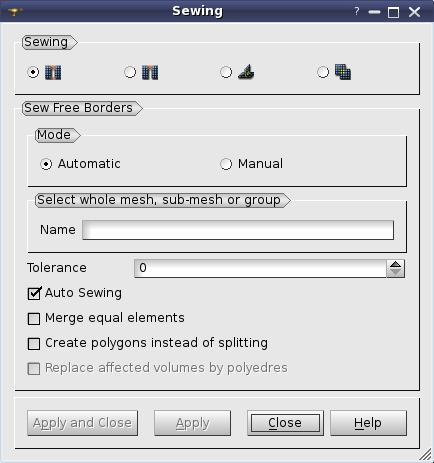 Sewing
Sewing
Sew Free Borders
Mode
Automatic Manual
Select whole mesh, sub-mesh or group
Name
Tolerance 0
Auto Sewing
Merge equal elements
Create polygons instead of splitting
Replace affected volumes by polyedres
Apply and Close Apply Close Help